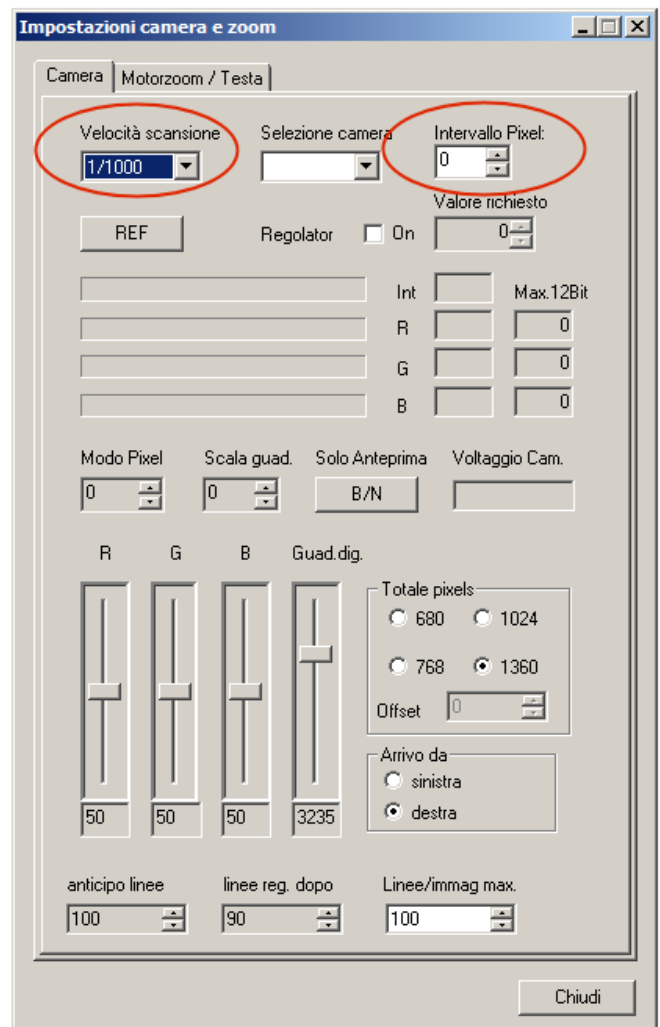 Impostazioni camera e zoom
Camera Motorzoom / Testa
Velocità scansione Selezione camera Intervallo Pixel:
1/1000 0
Valore richiesto
REF Regolator On 0
Int Max.12Bit
R 0
G 0
B 0
Modo Pixel Scala guad. Solo Anteprima Voltaggio Cam.
0 0 B/N
R G B Guad.dig.
Totale pixels
680 1024
768 1360
Offset 0
Arrivo da
sinistra
destra
50 50 50 3235
anticipo linee linee reg. dopo Linee/immag max.
100 90 100
Chiudi